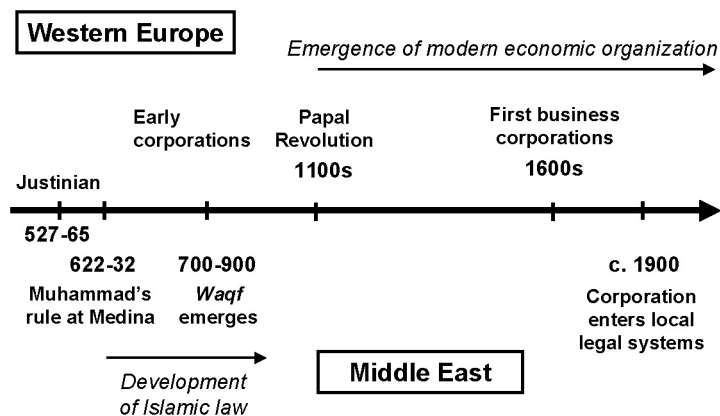 Western Europe
Emergence of modern economic organization
Early
corporations
Papal
Revolution
1100s
First business
corporations
1600s
Justinian
527-65
622-32
Muhammad's
rule at Medina
700-900
Waqf
emerges
c. 1900
Corporation
enters local
legal systems
Development
of Islamic law
Middle East